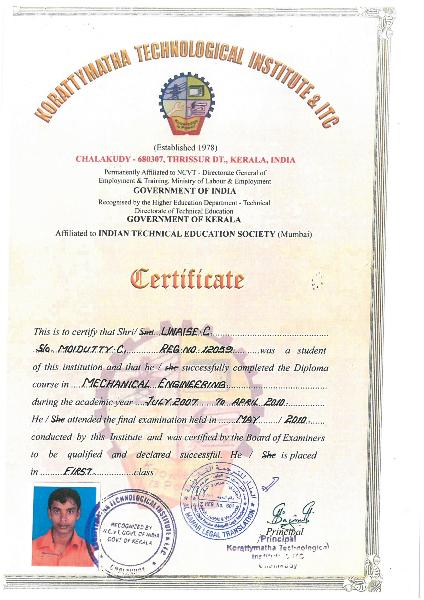 KORATTYMATHA TECHNOLOGICAL INSTITUTE & ITC
(Established 1978)
CHALAKUDY - 680307, THRISSUR DT., KERALA, INDIA
Permanently Affiliated to NCVT - Directorate General of
Employment & Training, Ministry of Labour & Employment
GOVERNMENT OF INDIA
Recognised by the Higher Education Department - Technical
Directorate of Technical Education
GOVERNMENT OF KERALA
Affiliated to INDIAN TECHNICAL EDUCATION SOCIETY (Mumbai)
Certificate
This is to certify that Shri/ She UNAISE C.
S/o. MOIDUTTY C, REG NO. 12059 was a student
of this institution and that he / she successfully completed the Diploma
course in MECHANICAL ENGINEERING
during the academic year JULY 2007 TO APRIL 2010
He / She attended the final examination held in MAY / 2010
conducted by this Institute and was certified by the Board of Examiners
to be qualified and declared successful. He / She is placed
in FIRST class
KORATTYMATHA TECHNOLOGICAL INSTITUTE & ITC
RECOGNIZED BY
N.C.V.T. GOVT. OF INDIA
GOVT. OF KERALA
CHALAKUDY
LEGAL TRANSLATION
Principal
Principal
Korattymatha Technological
Institute & ITC
Chalakudy